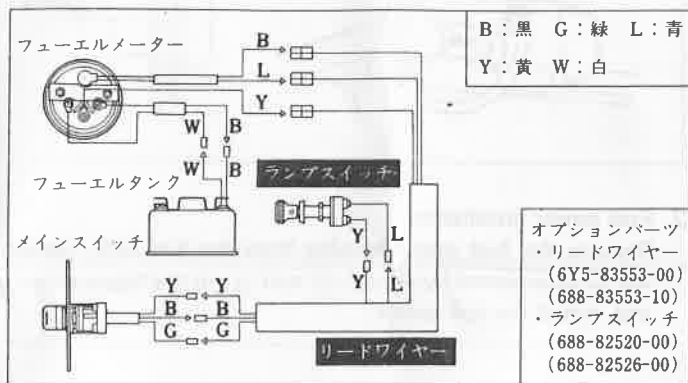 フューエルメーター
B
L
Y
B:黒 G:緑 L:青
Y:黄 W:白
W B
W B
フューエルタンク
ランプスイッチ
メインスイッチ
Y L
Y L
Y Y
B B
G G
リードワイヤー
オプションパーツ
・リードワイヤー
(6Y5-83553-00)
(688-83553-10)
・ランプスイッチ
(688-82520-00)
(688-82526-00)